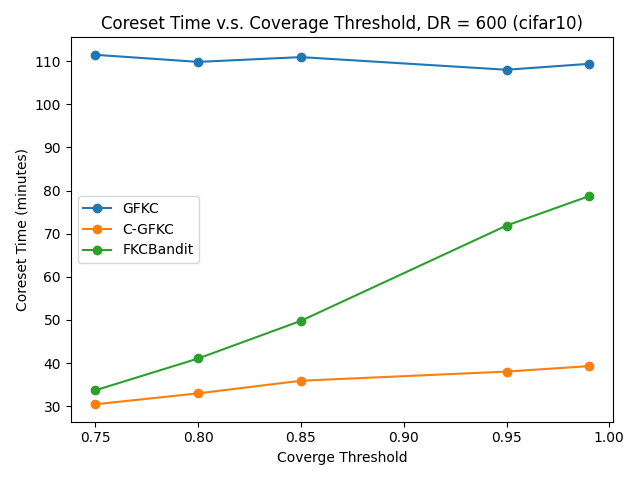 Coreset Time v.s. Coverage Threshold, DR = 600 (cifar10)
110
100
90
80
70
60
50
40
30
Coreset Time (minutes)
GFKC
C-GFKC
FKCBandit
0.75 0.80 0.85 0.90 0.95 1.00
Coverge Threshold